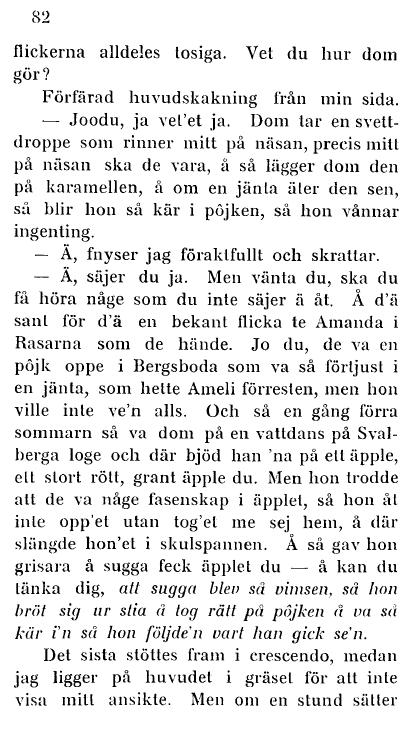 82
flickerna alldeles tosiga. Vet du hur dom
gör?
Förfärad huvudskakning från min sida.
— Joodu, ja vet'et ja. Dom tar en svett-
droppe som rinner mitt på näsan, precis mitt
på näsan ska de vara, å så lägger dom den
på karamellen, å om en jänta äter den sen,
så blir hon så kär i pôjken, så hon vånnar
ingenting.
— Ä, fnyser jag föraktfullt och skrattar.
— Ä, säjer du ja. Men vänta du, ska du
få höra någe som du inte säjer ä åt. Å d'ä
sant för d'ä en bekant flicka te Amanda i
Rasarna som de hände. Jo du, de va en
pôjk oppe i Bergsboda som va så förtjust i
en jänta, som hette Ameli förresten, men hon
ville inte ve'n alls. Och så en gång förra
sommarn så va dom på en vattdans på Sval-
berga loge och där bjöd han 'na på ett äpple,
ett stort rött, grant äpple du. Men hon trodde
att de va någe fasenskap i äpplet, så hon åt
inte opp'et utan tog'et me sej hem, å där
slängde hon'et i skulspannen. Å så gav hon
grisara å sugga feck äpplet du — å kan du
tänka dig, att sugga blev så vimsen, så hon
bröt sig ur stia å tog rätt på pôjken å va så
kär i'n så hon följde'n vart han gick se'n.
Det sista stöttes fram i crescendo, medan
jag ligger på huvudet i gräset för att inte
visa mitt ansikte. Men om en stund sätter